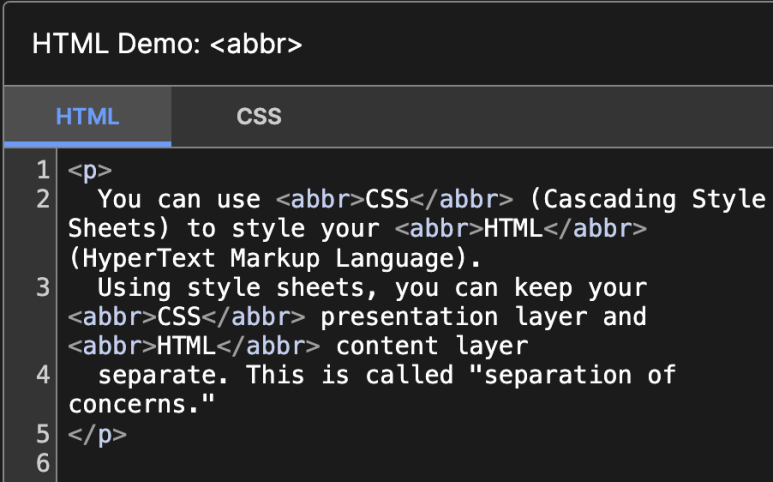 HTML Demo: <abbr>
HTML CSS
1 <p>
2   You can use <abbr>CSS</abbr> (Cascading Style
Sheets) to style your <abbr>HTML</abbr>
(HyperText Markup Language).
3   Using style sheets, you can keep your
<abbr>CSS</abbr> presentation layer and
<abbr>HTML</abbr> content layer
4   separate. This is called "separation of
concerns."
5 </p>
6